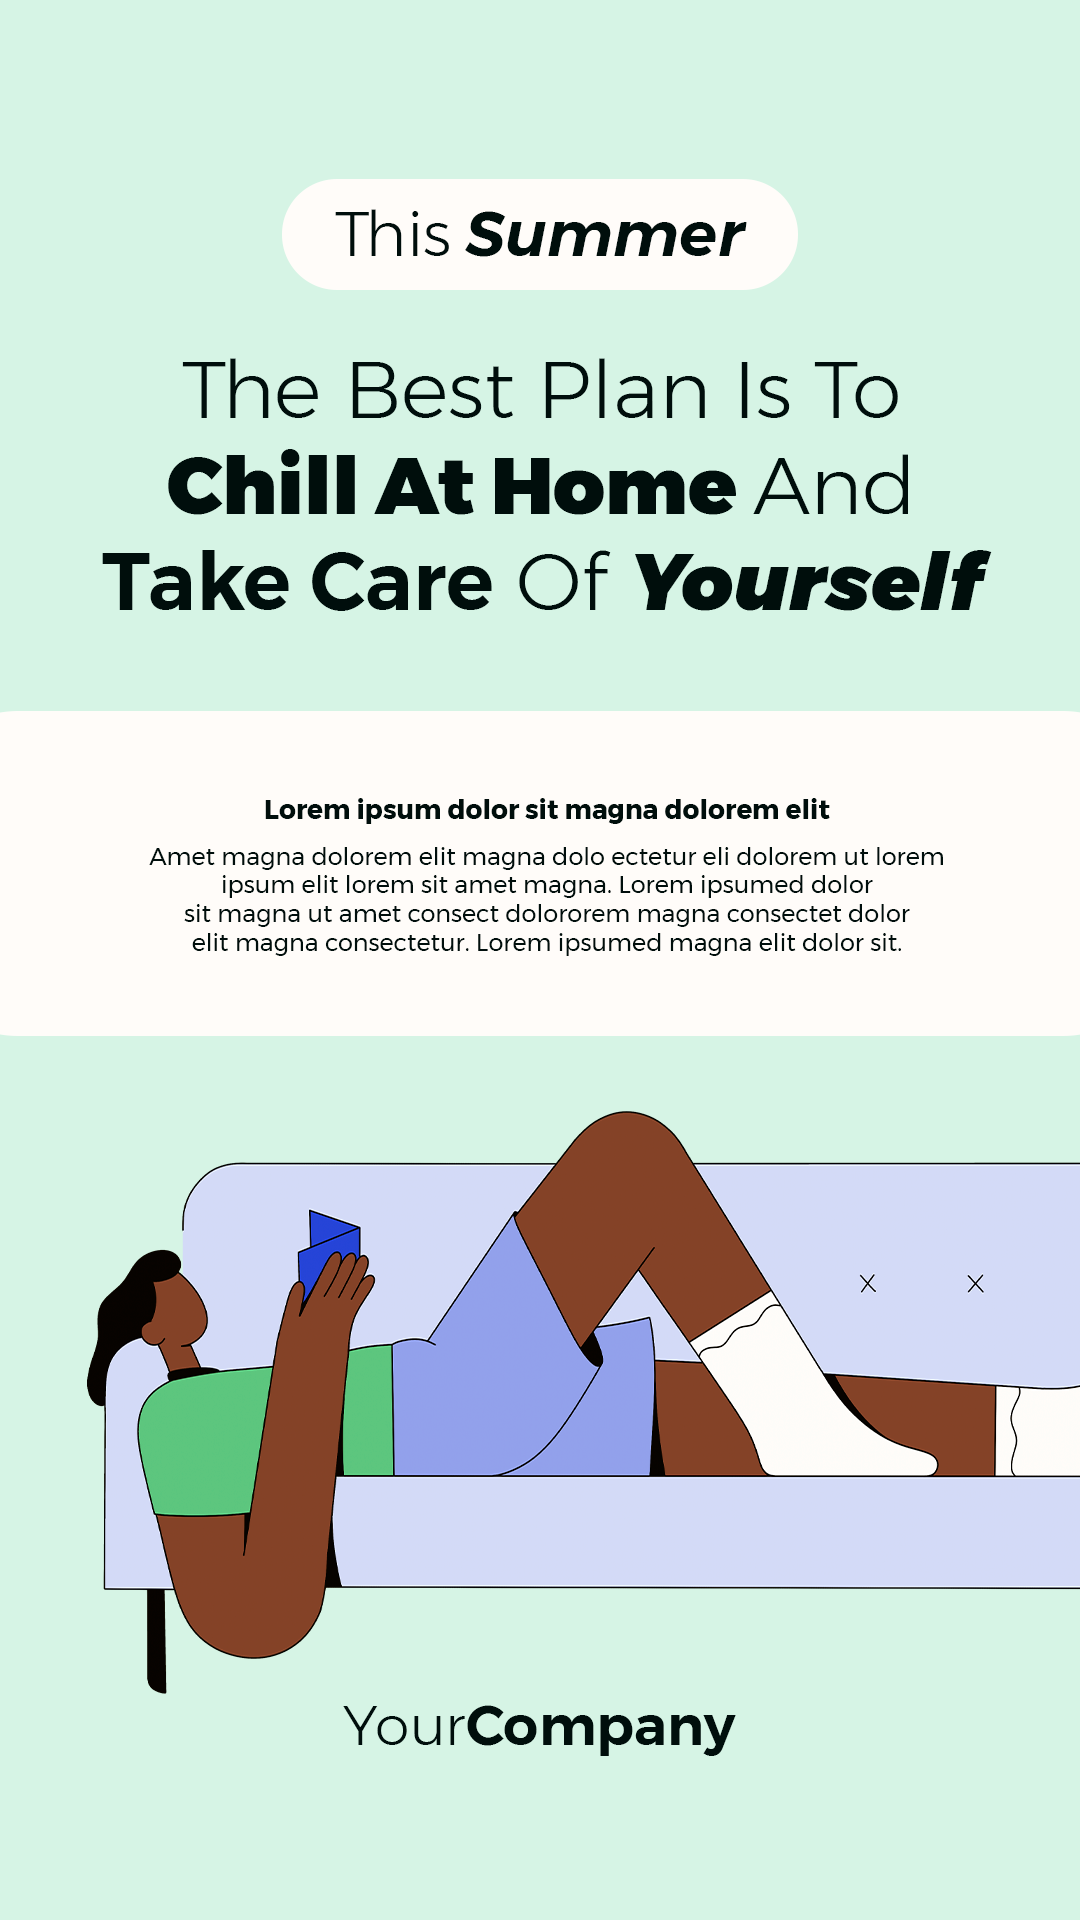 This Summer
The Best Plan Is To
Chill At Home And
Take Care Of Yourself
Lorem ipsum dolor sit magna dolorem elit
Amet magna dolorem elit magna dolo ectetur eli dolorem ut lorem
ipsum elit lorem sit amet magna. Lorem ipsumed dolor
sit magna ut amet consect dolororem magna consectet dolor
elit magna consectetur. Lorem ipsumed magna elit dolor sit.
YourCompany